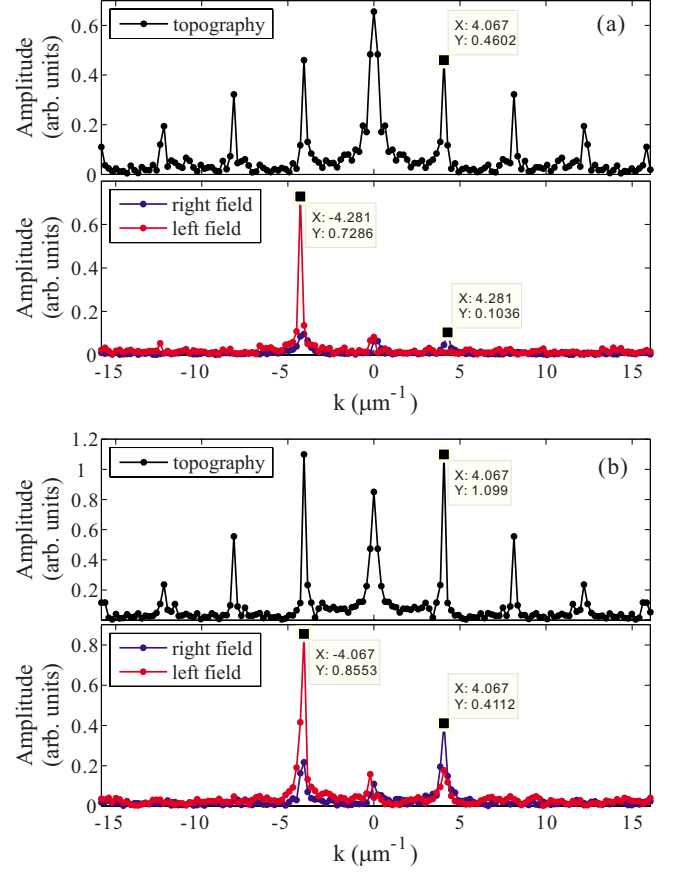 topography
(a)
X: 4.067
Y: 0.4602
Amplitude
(arb. units)
0.6
0.4
0.2
0
right field
left field
X: -4.281
Y: 0.7286
X: 4.281
Y: 0.1036
Amplitude
(arb. units)
0.6
0.4
0.2
0
-15 -10 -5 0 5 10 15
k (μm⁻¹)
topography
(b)
X: 4.067
Y: 1.099
Amplitude
(arb. units)
1.2
1
0.8
0.6
0.4
0.2
right field
left field
X: -4.067
Y: 0.8553
X: 4.067
Y: 0.4112
Amplitude
(arb. units)
0.8
0.6
0.4
0.2
0
-15 -10 -5 0 5 10 15
k (μm⁻¹)